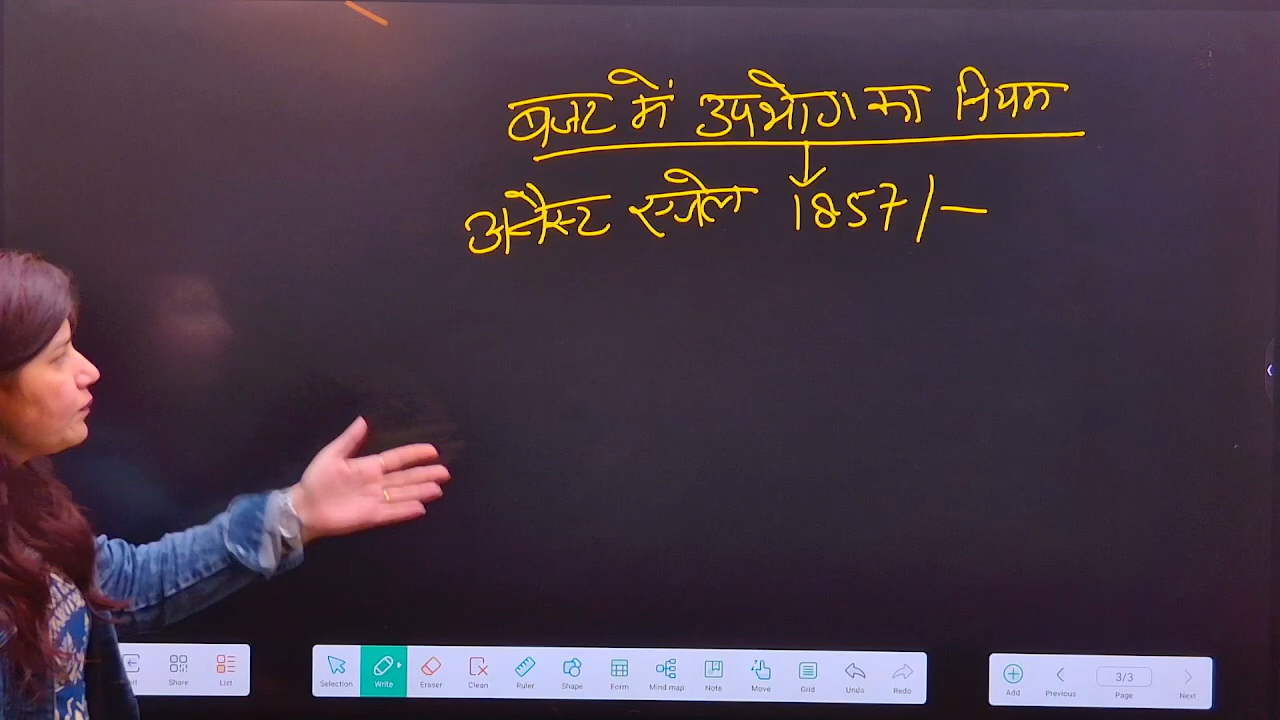 बजट में उपभोग का नियम
अर्नेस्ट एन्जेल 1857/-
Share
List
Selection
Write
Eraser
Clean
Ruler
Shape
Form
Mind map
Note
Move
Grid
Undo
Redo
Add
Previous
3/3
Page
Next